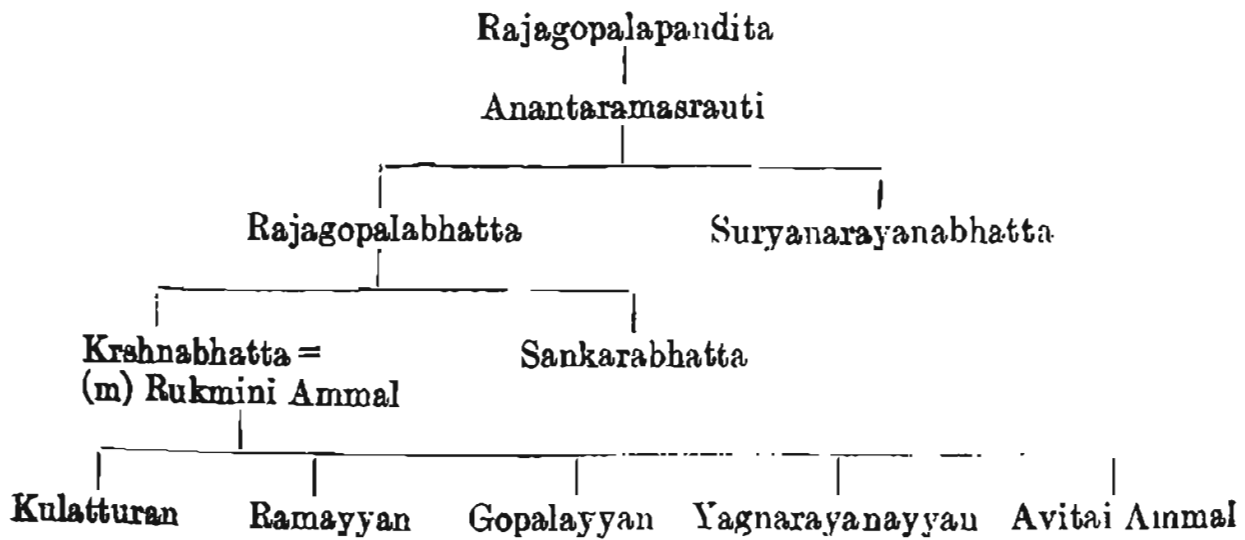 Rajagopalapandita
Anantaramasrauti
Rajagopalabhatta Suryanarayanabhatta
Krshnabhatta = Sankarabhatta
(m) Rukmini Ammal
Kulatturan Ramayyan Gopalayyan Yagnarayanayyan Avitai Ammal